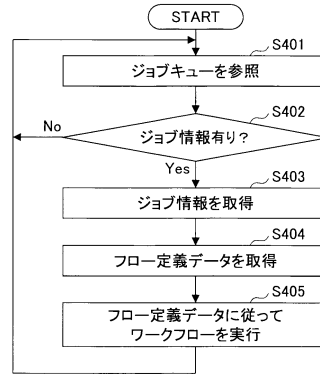 START
S401
ジョブキューを参照
S402
ジョブ情報有り?
No
Yes
S403
ジョブ情報を取得
S404
フロー定義データを取得
S405
フロー定義データに従って
ワークフローを実行